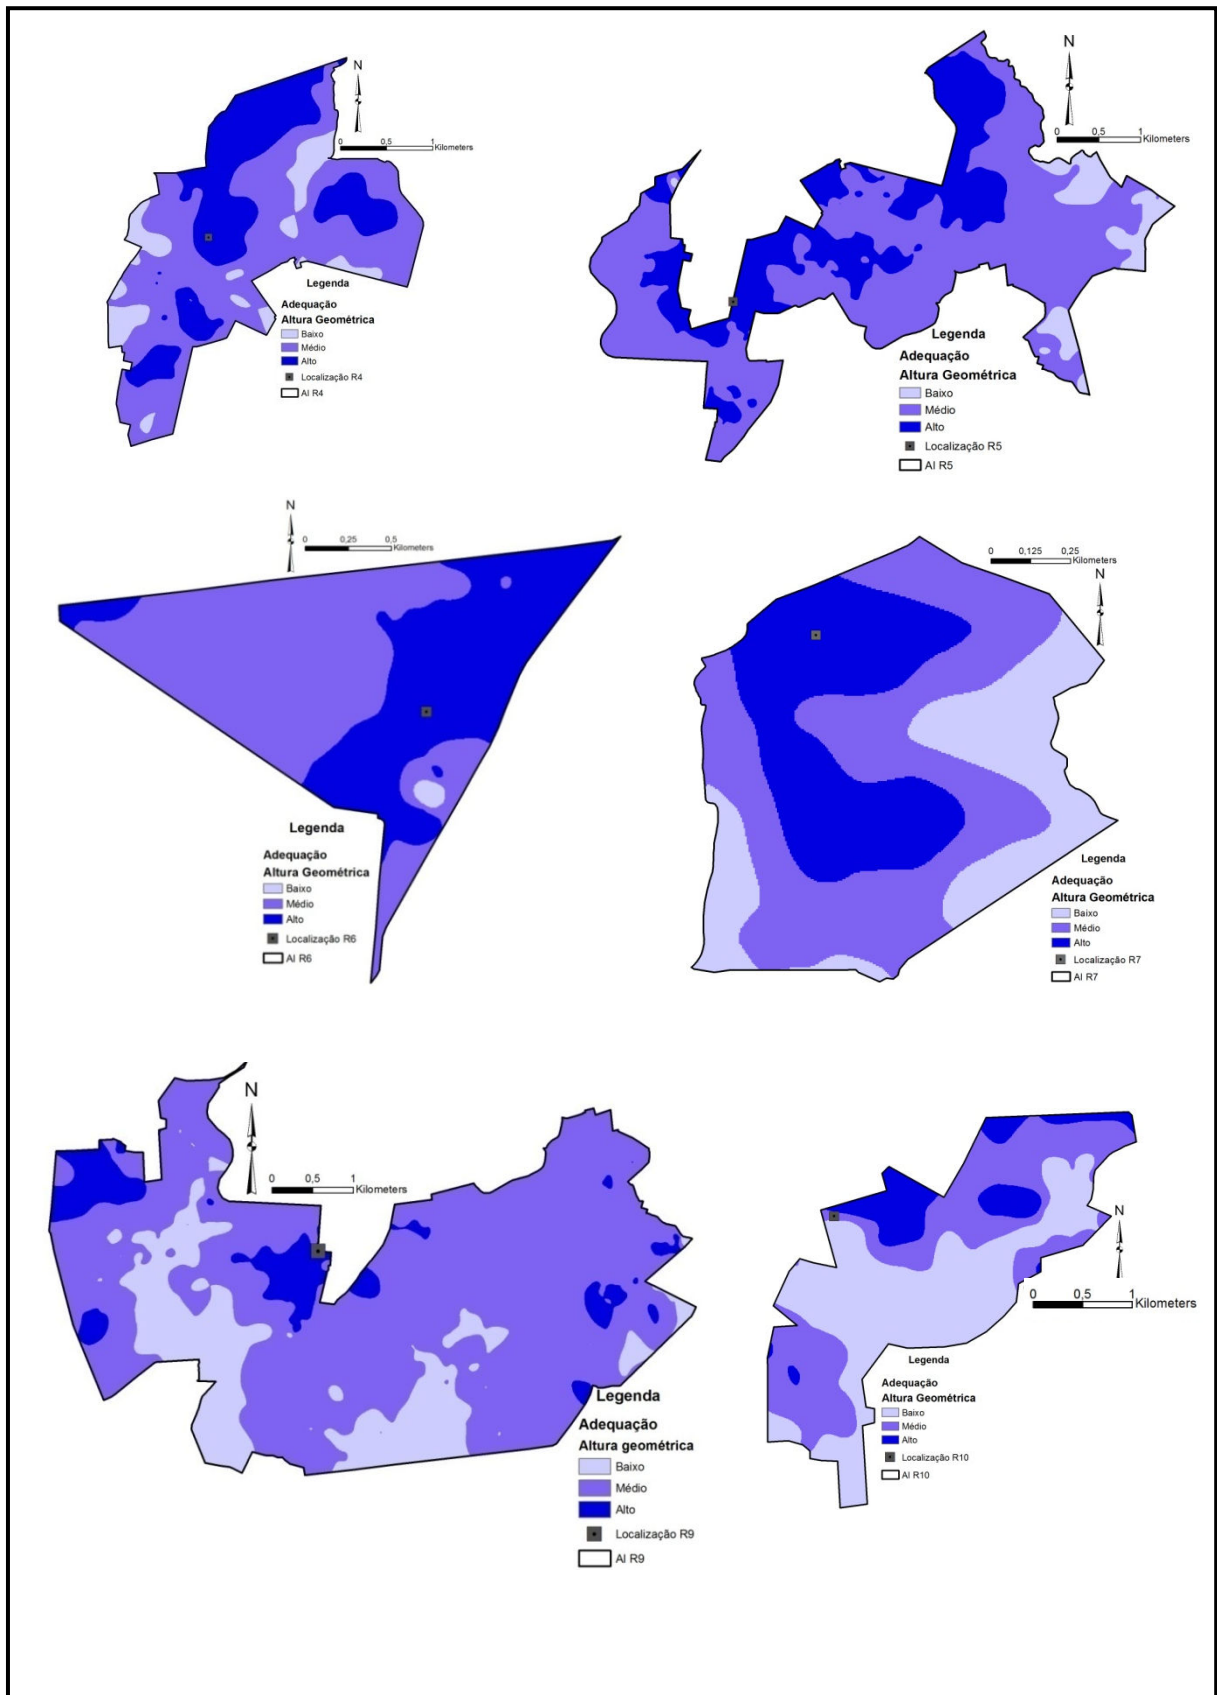 N
0 0,5 1
Kilometers
Legenda
Adequação
Altura Geométrica
Baixo
Médio
Alto
Localização R4
AI R4
N
0 0,5 1
Kilometers
Legenda
Adequação
Altura Geométrica
Baixo
Médio
Alto
Localização R5
AI R5
N
0 0,25 0,5
Kilometers
Legenda
Adequação
Altura Geométrica
Baixo
Médio
Alto
Localização R6
AI R6
0 0,125 0,25
Kilometers
N
Legenda
Adequação
Altura Geométrica
Baixo
Médio
Alto
Localização R7
AI R7
N
0 0,5 1
Kilometers
Legenda
Adequação
Altura geométrica
Baixo
Médio
Alto
Localização R9
AI R9
N
0 0,5 1
Kilometers
Legenda
Adequação
Altura Geométrica
Baixo
Médio
Alto
Localização R10
AI R10